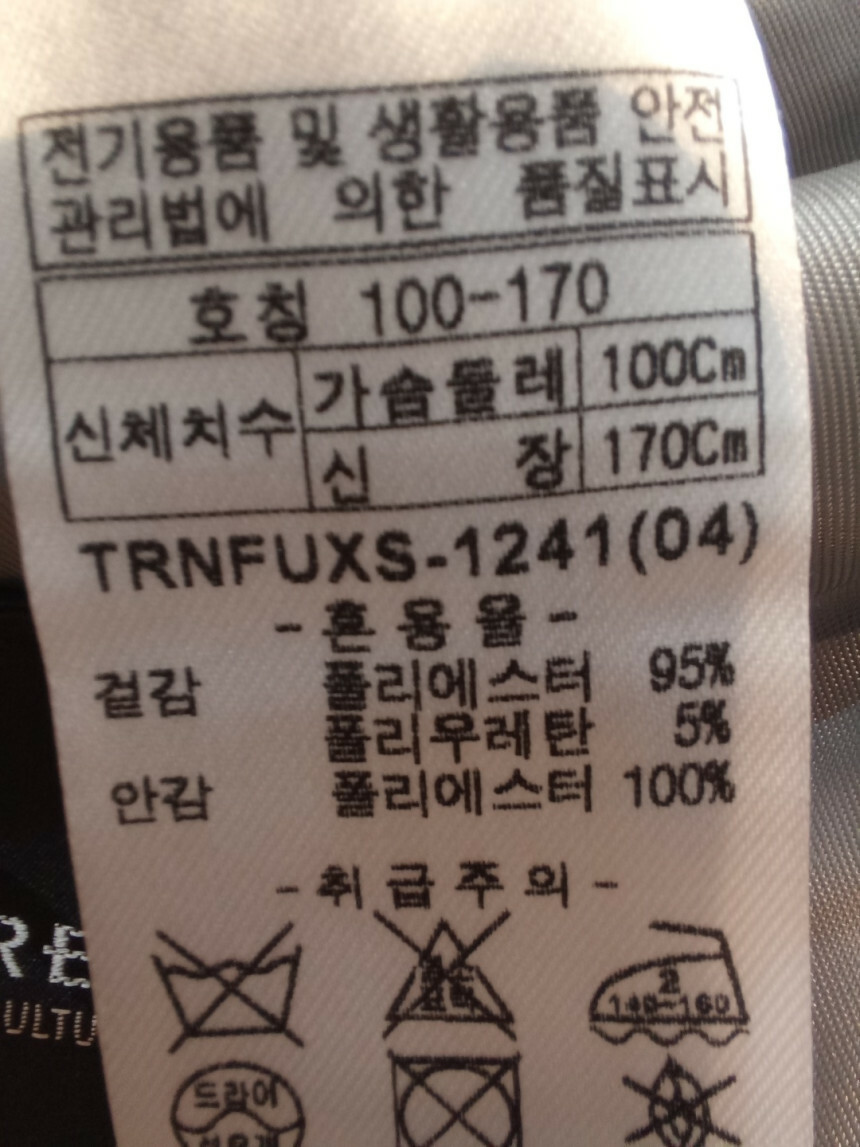 전기용품 및 생활용품 안전
관리법에 의한 품질표시
호칭 100-170
신체치수 가슴둘레 100Cm
신 장 170Cm
TRNFUXS-1241(04)
- 혼 용 율 -
겉감 폴리에스터 95%
폴리우레탄 5%
안감 폴리에스터 100%
- 취 급 주 의 -
2
140-160
드라이
RE
ULTU